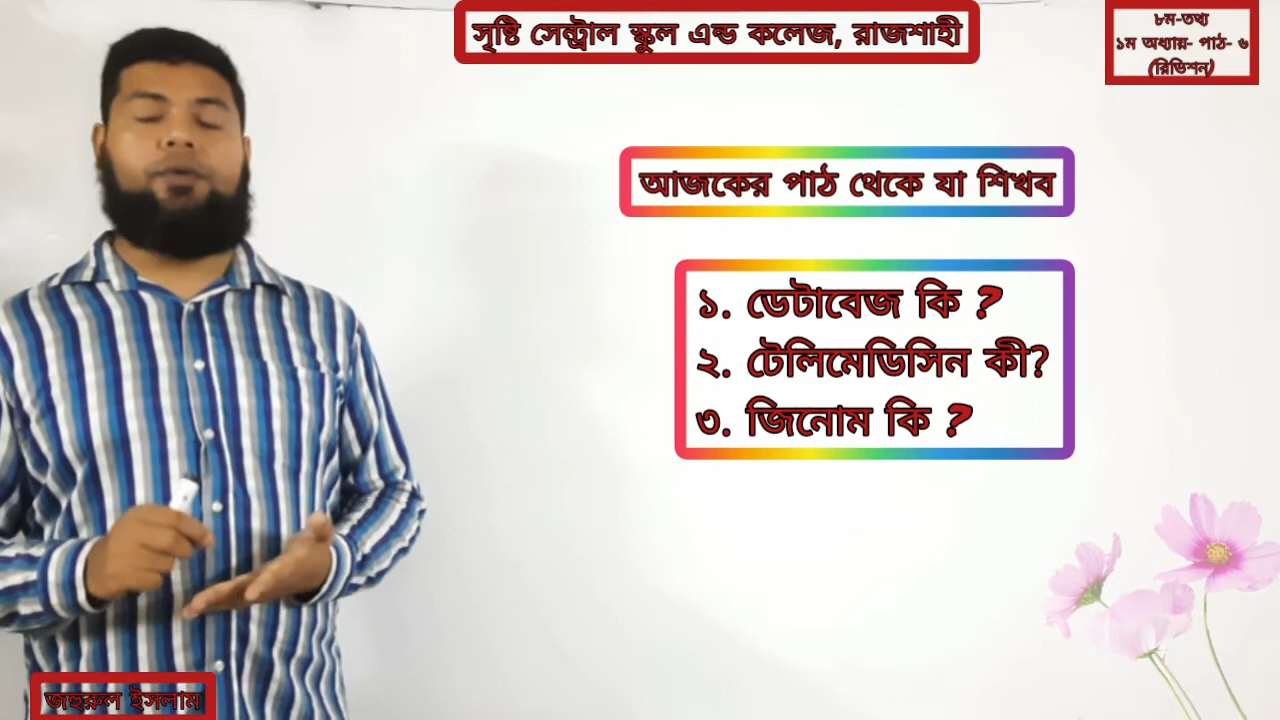 সৃষ্টি সেন্ট্রাল স্কুল এন্ড কলেজ, রাজশাহী
৮ম-তথ্য
১ম অধ্যায়- পাঠ- ৬
(রিভিশন)
আজকের পাঠ থেকে যা শিখব
১. ডেটাবেজ কি ?
২. টেলিমেডিসিন কী?
৩. জিনোম কি ?
জহুরুল ইসলাম